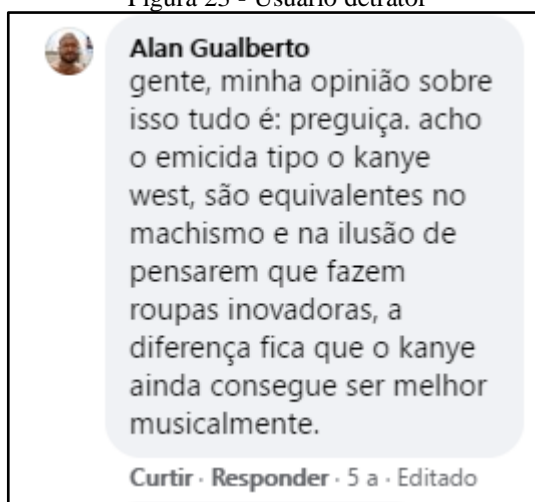 Figura 23 - Usuário detrator
Alan Gualberto
gente, minha opinião sobre
isso tudo é: preguiça. acho
o emicida tipo o kanye
west, são equivalentes no
machismo e na ilusão de
pensarem que fazem
roupas inovadoras, a
diferença fica que o kanye
ainda consegue ser melhor
musicalmente.
Curtir · Responder · 5 a · Editado